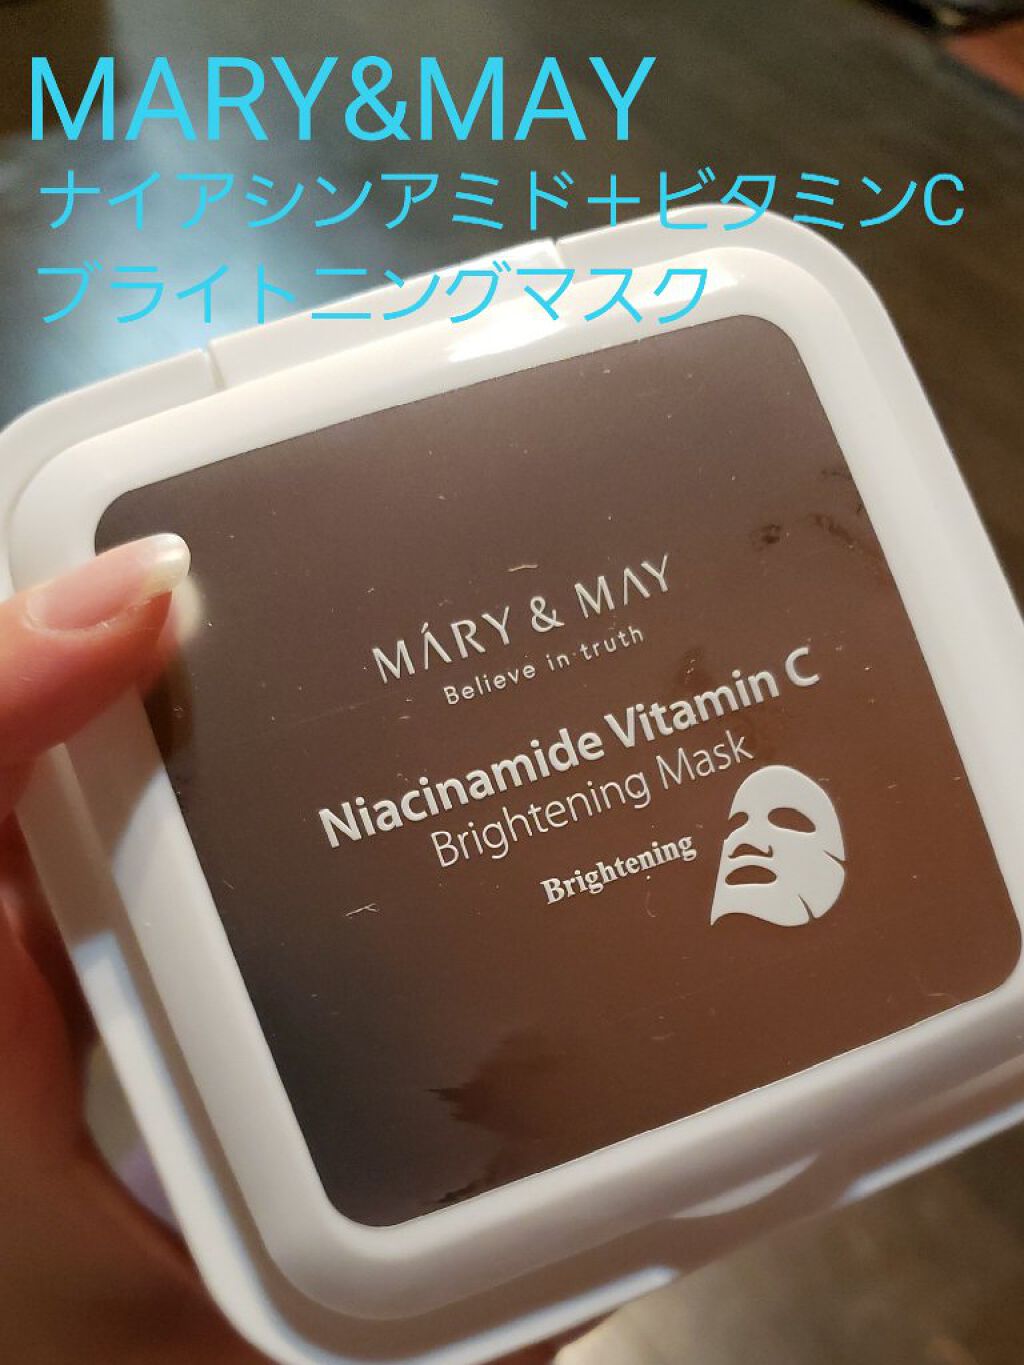 MARY&MAY
ナイアシンアミド+ビタミンC
ブライトニングマスク
MÁRY & MAY
Believe in truth
Niacinamide Vitamin C
Brightening Mask
Brightening